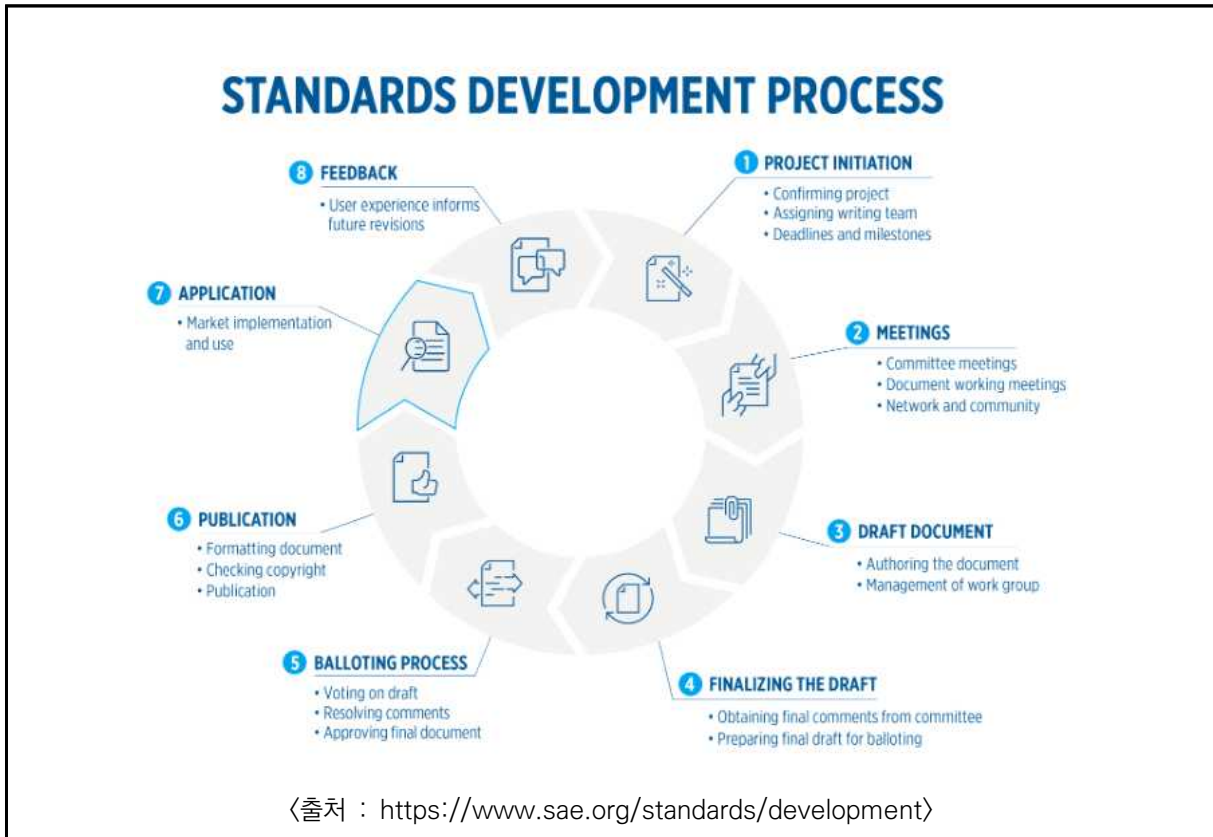 STANDARDS DEVELOPMENT PROCESS
1 PROJECT INITIATION
• Confirming project
• Assigning writing team
• Deadlines and milestones
2 MEETINGS
• Committee meetings
• Document working meetings
• Network and community
3 DRAFT DOCUMENT
• Authoring the document
• Management of work group
4 FINALIZING THE DRAFT
• Obtaining final comments from committee
• Preparing final draft for balloting
5 BALLOTING PROCESS
• Voting on draft
• Resolving comments
• Approving final document
6 PUBLICATION
• Formatting document
• Checking copyright
• Publication
7 APPLICATION
• Market implementation
and use
8 FEEDBACK
• User experience informs
future revisions
〈출처 : https://www.sae.org/standards/development〉